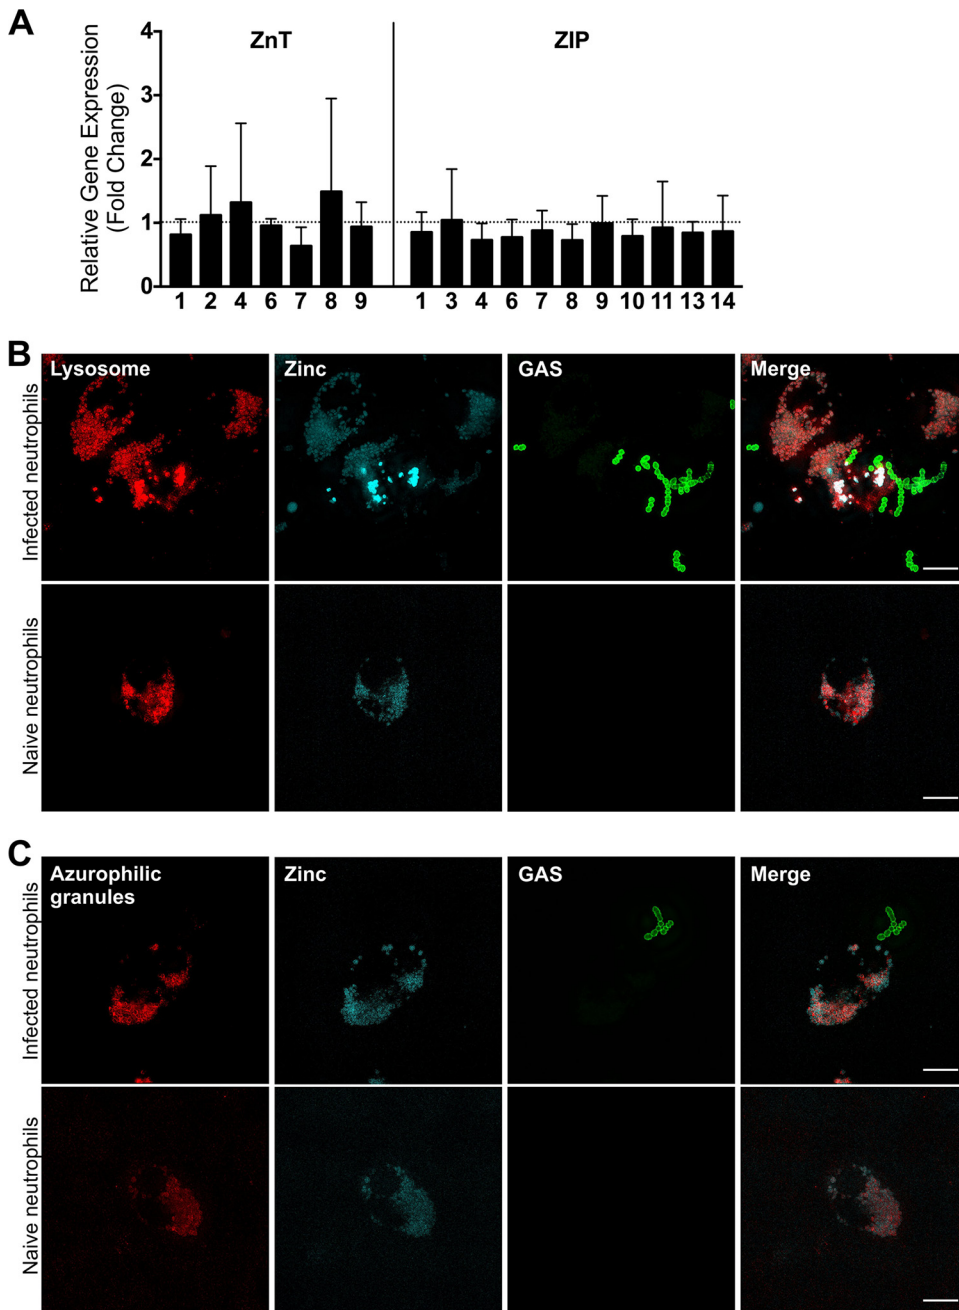 A
ZnT
ZIP
Relative Gene Expression
(Fold Change)
4
3
2
1
0
1 2 4 6 7 8 9
1 3 4 6 7 8 9 10 11 13 14
B
Infected neutrophils
Lysosome
Zinc
GAS
Merge
Naive neutrophils
C
Infected neutrophils
Azurophilic
granules
Zinc
GAS
Merge
Naive neutrophils